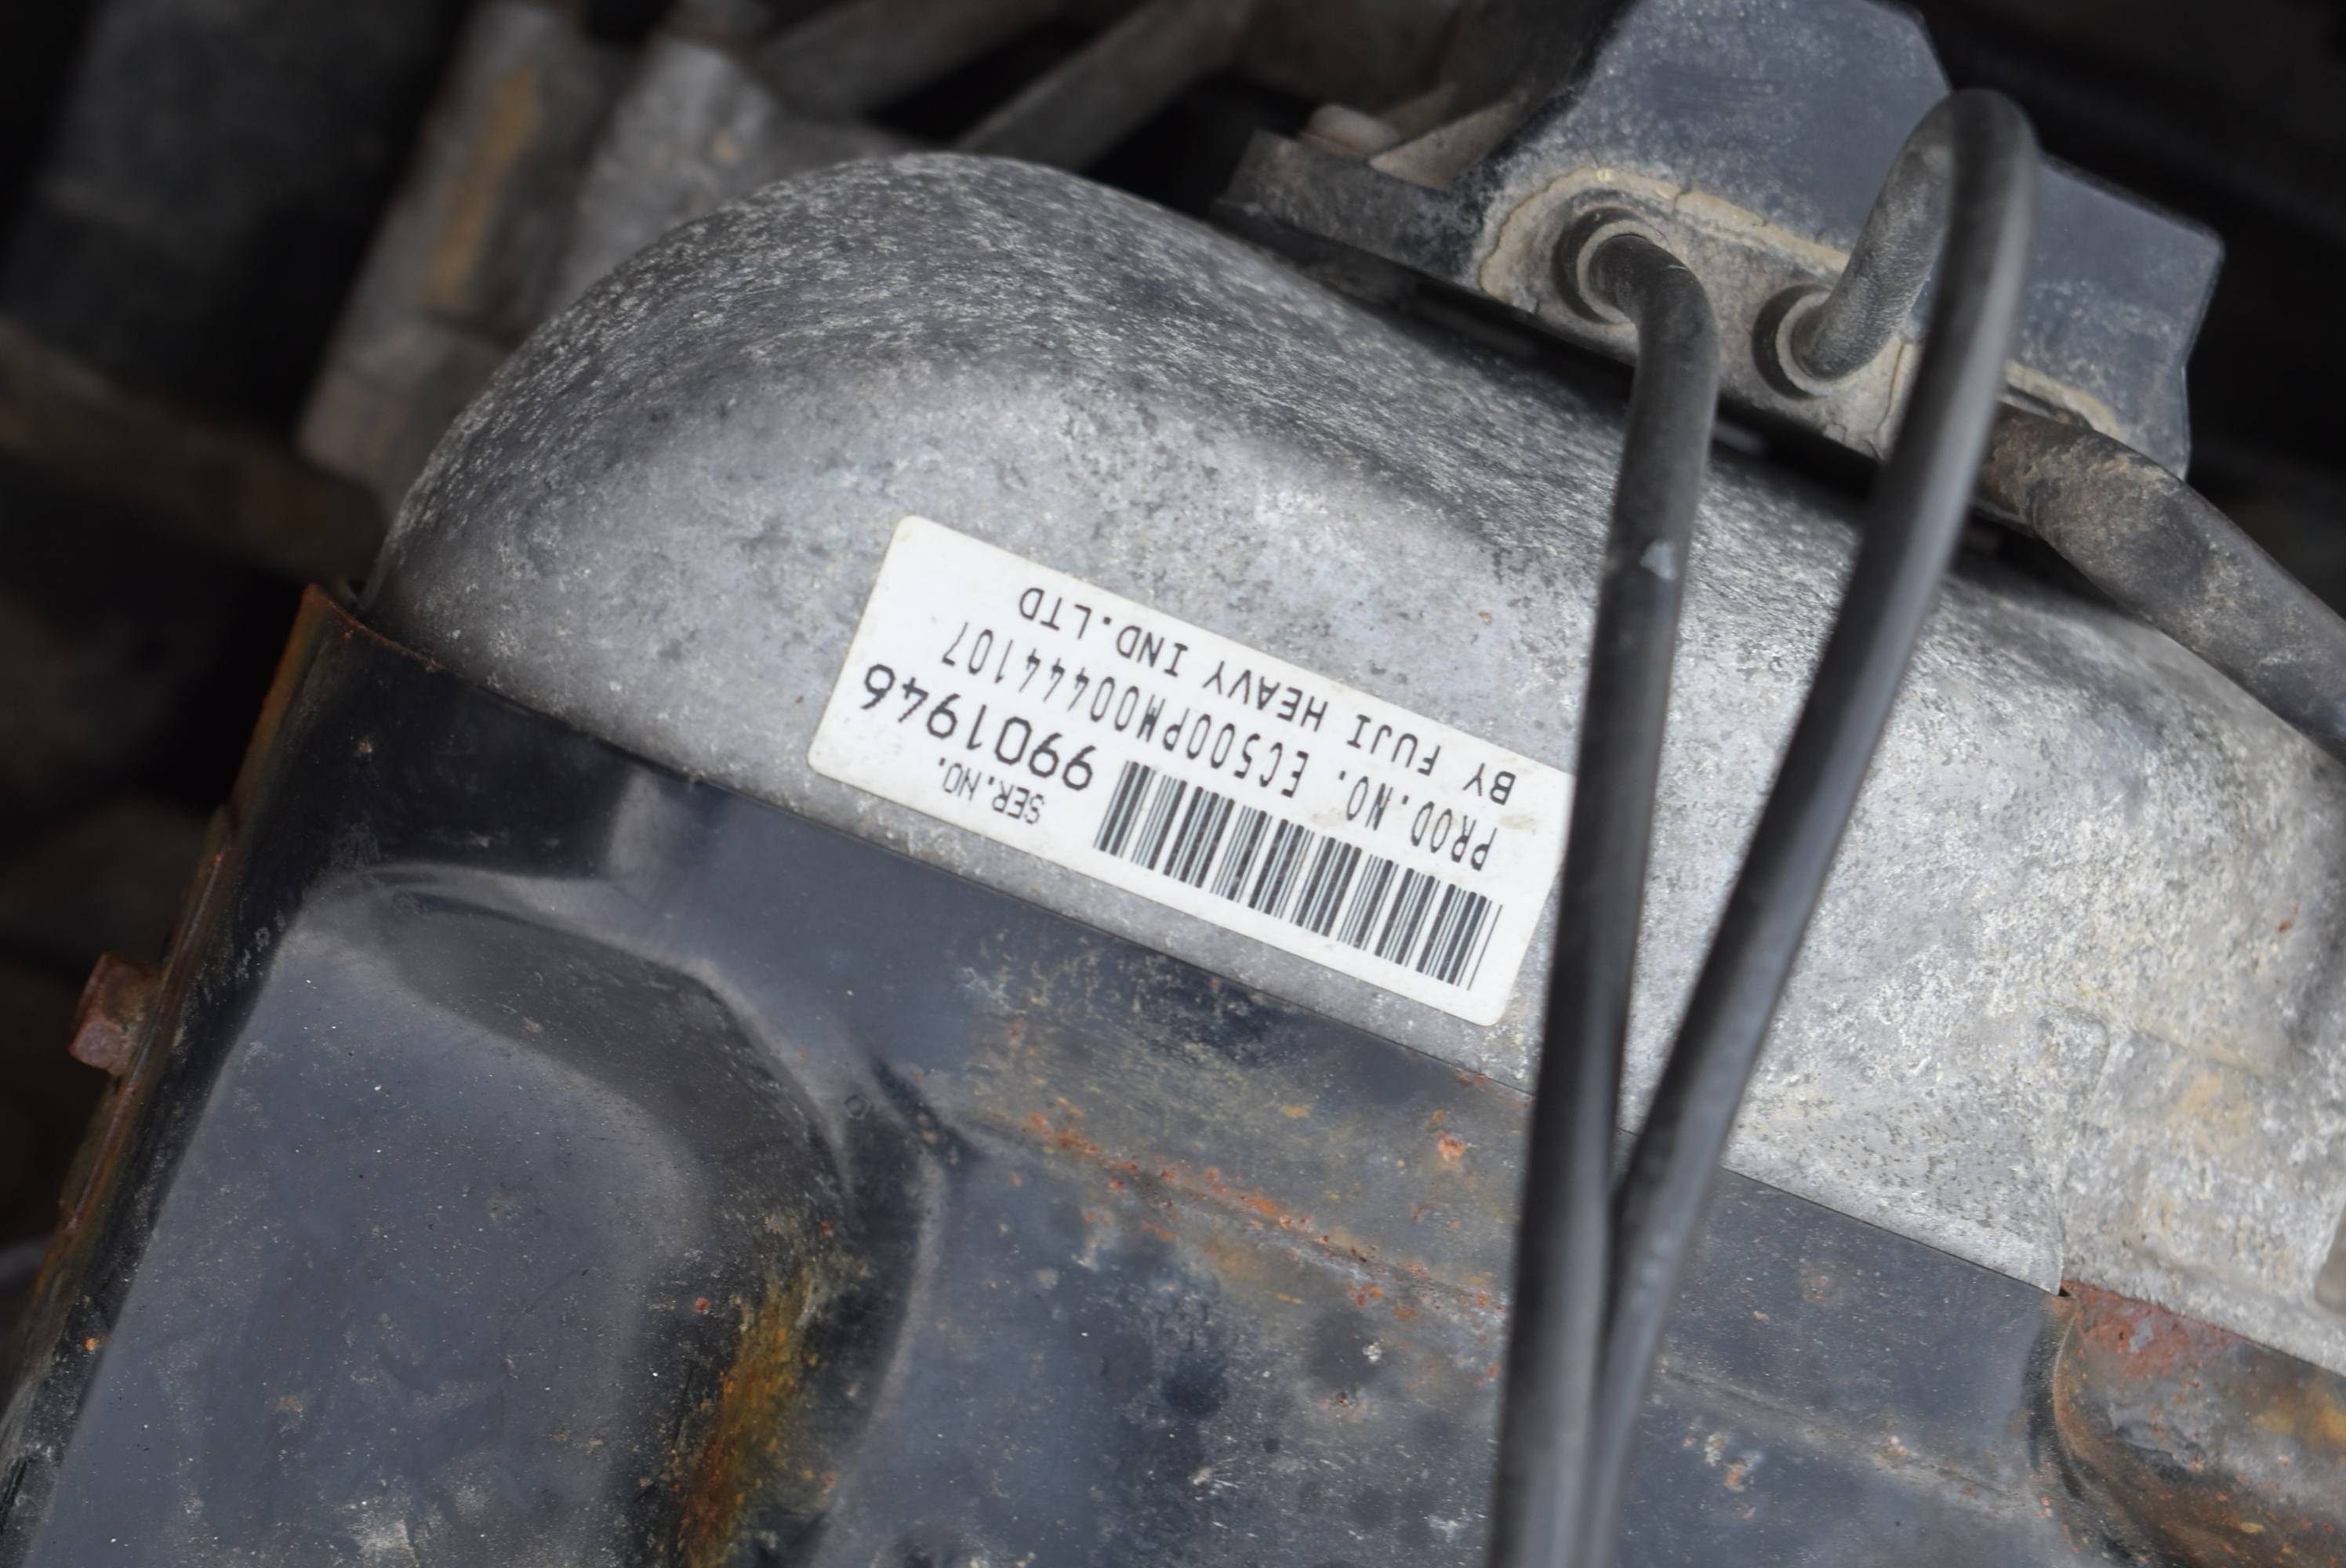 SER.NO.
9901946
PROD.NO. EC500PM00444107
BY FUJI HEAVY IND.LTD